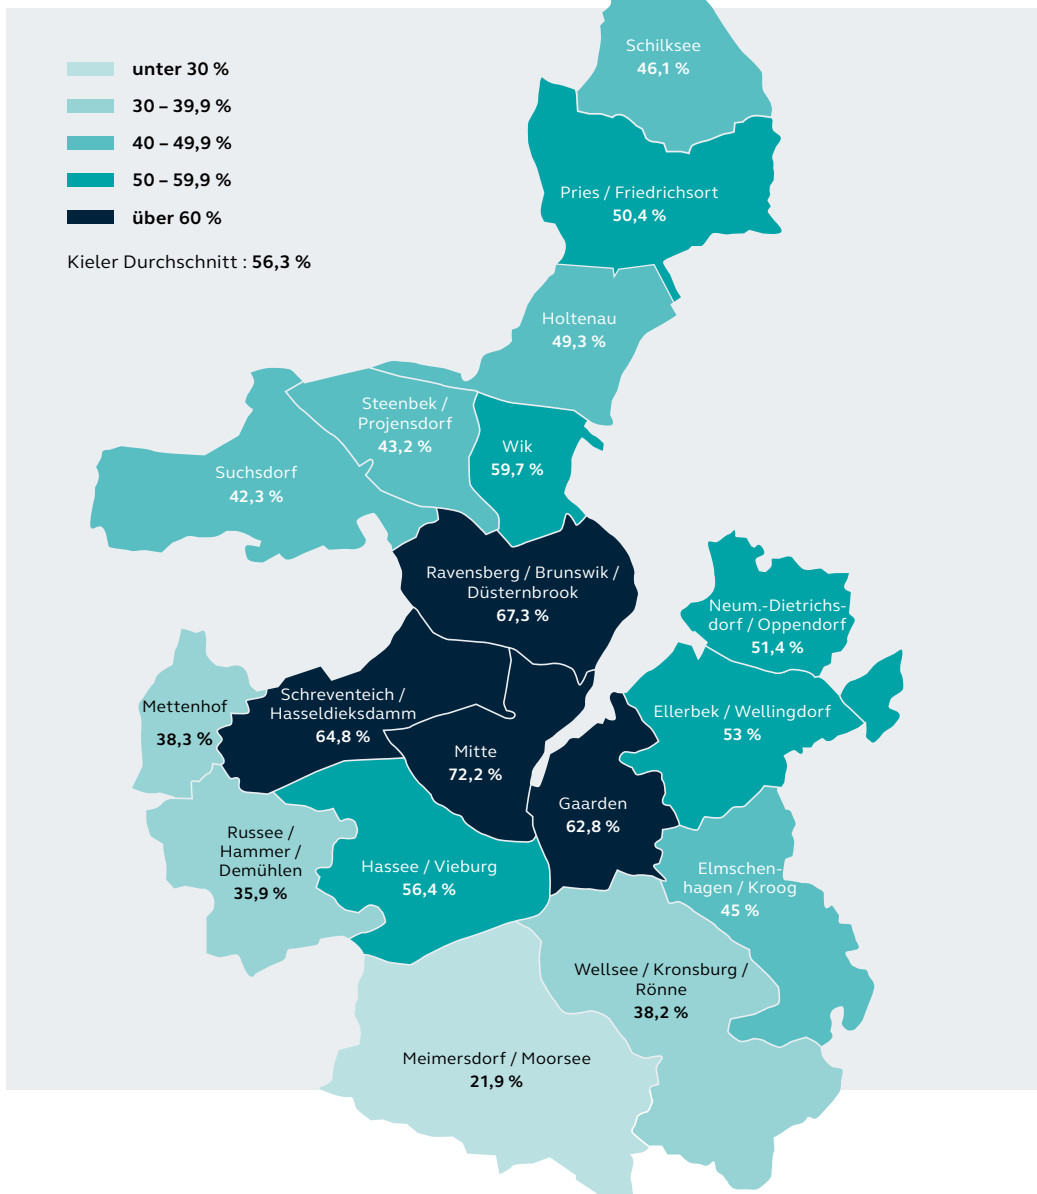 unter 30 %
30 – 39,9 %
40 – 49,9 %
50 – 59,9 %
über 60 %
Kieler Durchschnitt : 56,3 %
Schilksee
46,1 %
Pries / Friedrichsort
50,4 %
Holtenau
49,3 %
Steenbek /
Projensdorf
43,2 %
Wik
59,7 %
Suchsdorf
42,3 %
Ravensberg / Brunswik /
Düsternbrook
67,3 %
Neum.-Dietrichs-
dorf / Oppendorf
51,4 %
Mettenhof
38,3 %
Schreventeich /
Hasseldieksdamm
64,8 %
Ellerbek / Wellingdorf
53 %
Mitte
72,2 %
Gaarden
62,8 %
Russee /
Hammer /
Demühlen
35,9 %
Hassee / Vieburg
56,4 %
Elmschen-
hagen / Kroog
45 %
Wellsee / Kronsburg /
Rönne
38,2 %
Meimersdorf / Moorsee
21,9 %